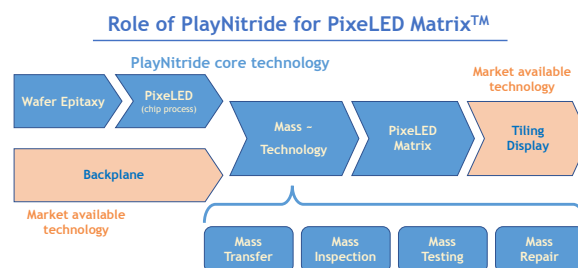 Role of PlayNitride for PixeLED Matrix™
PlayNitride core technology
Market available
technology
Wafer Epitaxy
PixeLED
(chip process)
Mass –
Technology
PixeLED
Matrix
Tiling
Display
Backplane
Market available
technology
Mass
Transfer
Mass
Inspection
Mass
Testing
Mass
Repair